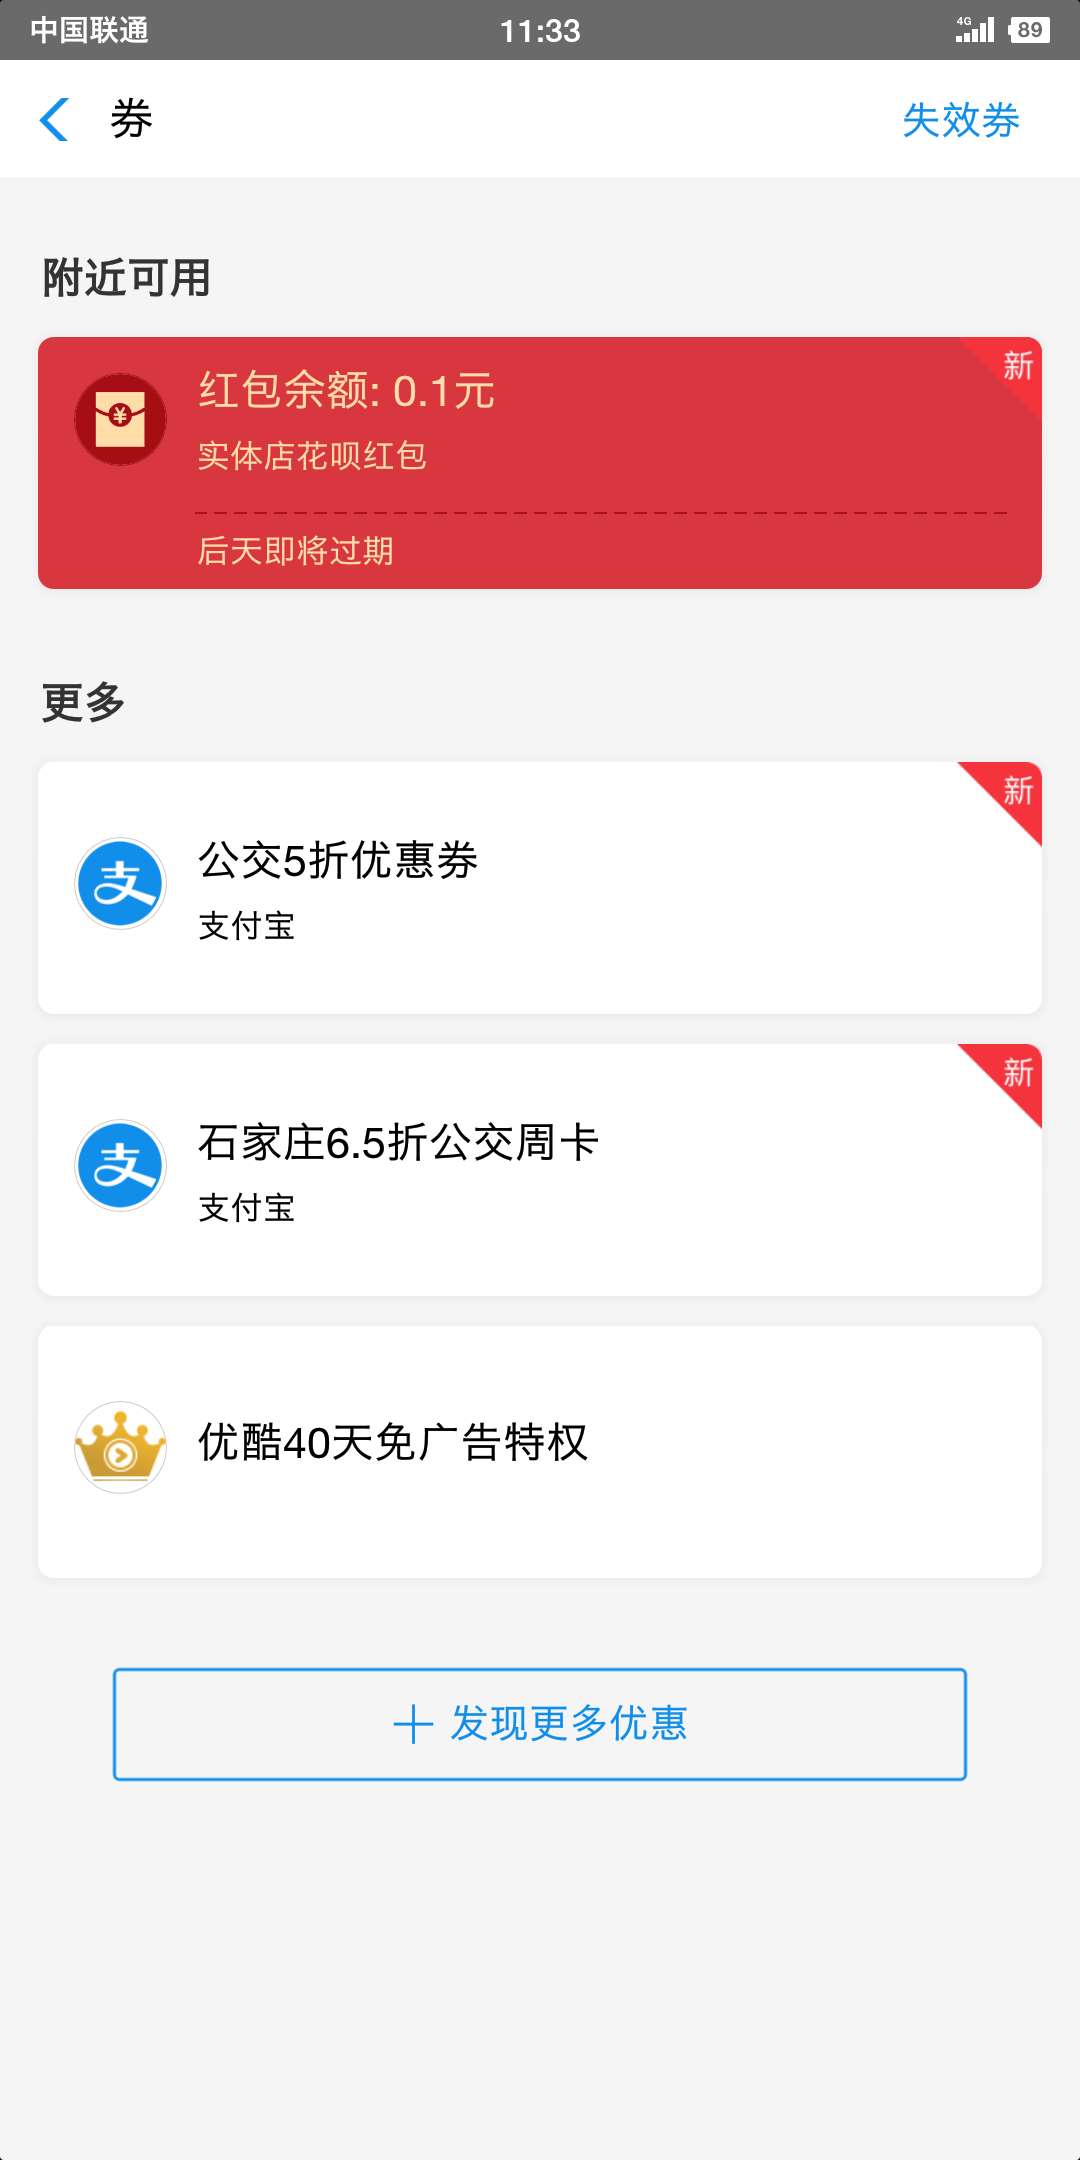 中国联通
11:33
4G
89
券
失效券
附近可用
新
红包余额: 0.1元
实体店花呗红包
后天即将过期
更多
新
公交5折优惠券
支付宝
新
石家庄6.5折公交周卡
支付宝
优酷40天免广告特权
发现更多优惠